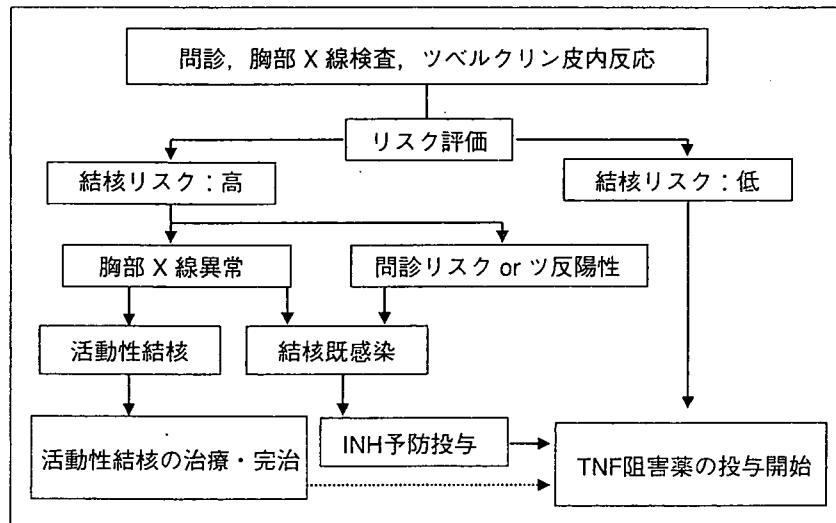 問診，胸部 X 線検査，ツベルクリン皮内反応
リスク評価
結核リスク：高
結核リスク：低
胸部 X 線異常
問診リスク or ツ反陽性
活動性結核
結核既感染
活動性結核の治療・完治
INH予防投与
TNF阻害薬の投与開始